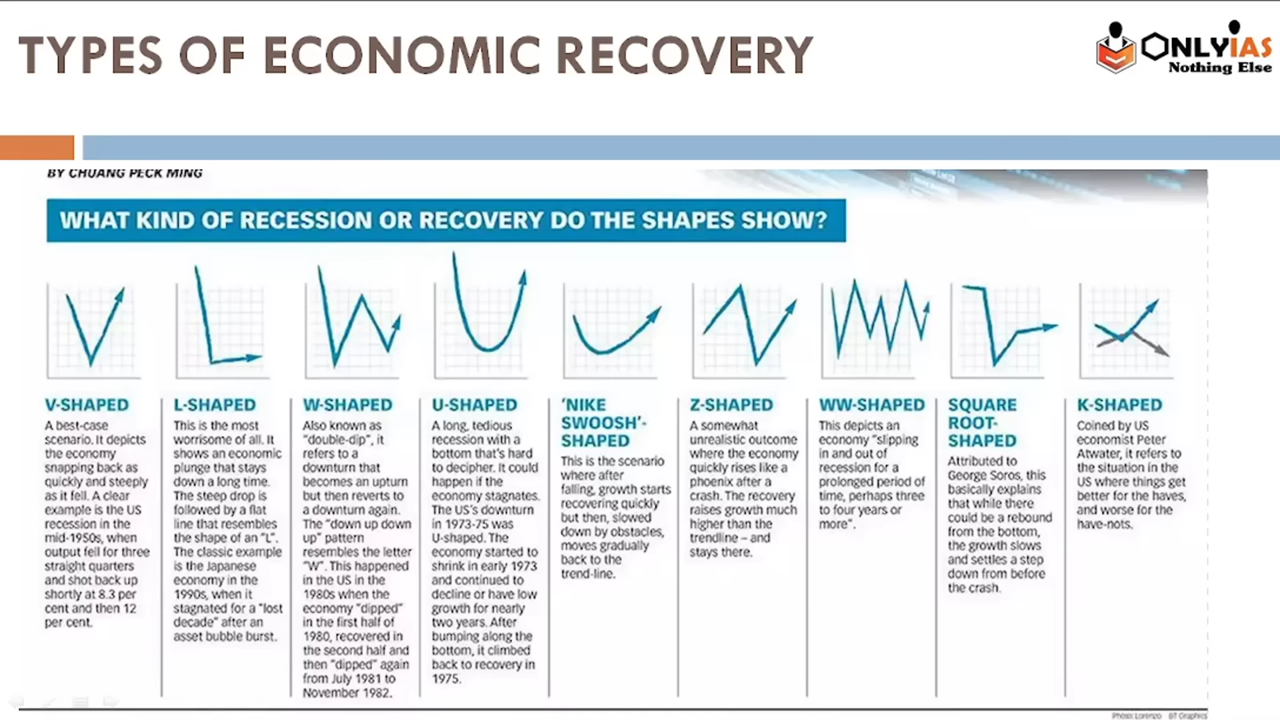 TYPES OF ECONOMIC RECOVERY
ONLYIAS
Nothing Else
BY CHUANG PECK MING
WHAT KIND OF RECESSION OR RECOVERY DO THE SHAPES SHOW?
V-SHAPED
A best-case
scenario. It depicts
the economy
snapping back as
quickly and steeply
as it fell. A clear
example is the US
recession in the
mid-1950s, when
output fell for three
straight quarters
and shot back up
shortly at 8.3 per
cent and then 12
per cent.
L-SHAPED
This is the most
worrisome of all. It
shows an economic
plunge that stays
down a long time.
The steep drop is
followed by a flat
line that resembles
the shape of an "L".
The classic example
is the Japanese
economy in the
1990s, when it
stagnated for a "lost
decade" after an
asset bubble burst.
W-SHAPED
Also known as
"double-dip", it
refers to a
downturn that
becomes an upturn
but then reverts to
a downturn again.
The "down up down
up" pattern
resembles the letter
"W". This happened
in the US in the
1980s when the
economy "dipped"
in the first half of
1980, recovered in
the second half and
then "dipped" again
from July 1981 to
November 1982.
U-SHAPED
A long, tedious
recession with a
bottom that's hard
to decipher. It could
happen if the
economy stagnates.
The US's downturn
in 1973-75 was
U-shaped. The
economy started to
shrink in early 1973
and continued to
decline or have low
growth for nearly
two years. After
bumping along the
bottom, it climbed
back to recovery in
1975.
'NIKE
SWOOSH'-
SHAPED
This is the scenario
where after
falling, growth starts
recovering quickly
but then, slowed
down by obstacles,
moves gradually
back to the
trend-line.
Z-SHAPED
A somewhat
unrealistic outcome
where the economy
quickly rises like a
phoenix after a
crash. The recovery
raises growth much
higher than the
trendline – and
stays there.
WW-SHAPED
This depicts an
economy "slipping
in and out of
recession for a
prolonged period of
time, perhaps three
to four years or
more".
SQUARE
ROOT-
SHAPED
Attributed to
George Soros, this
basically explains
that while there
could be a rebound
from the bottom,
the growth slows
and settles a step
down from before
the crash.
K-SHAPED
Coined by US
economist Peter
Atwater, it refers to
the situation in the
US where things get
better for the haves,
and worse for the
have-nots.
Photo: Lorenzo BT Graphics